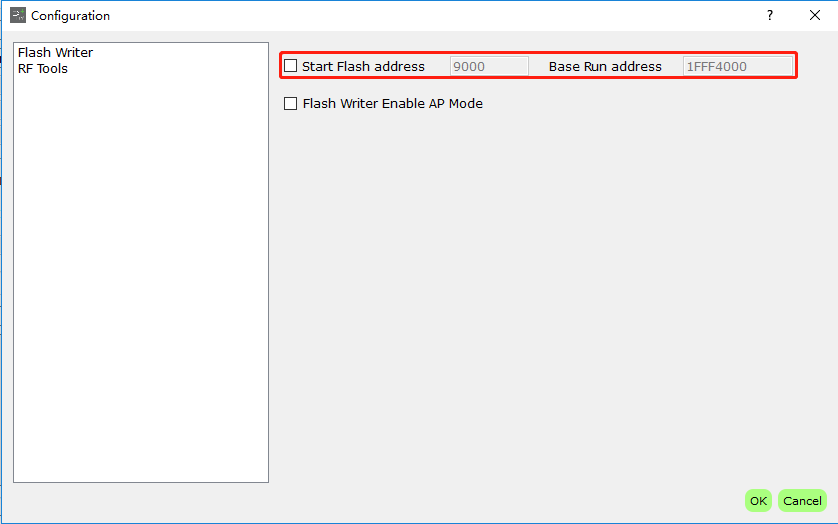 Configuration
?
Flash Writer
RF Tools
Start Flash address 9000 Base Run address 1FFF4000
Flash Writer Enable AP Mode
OK Cancel